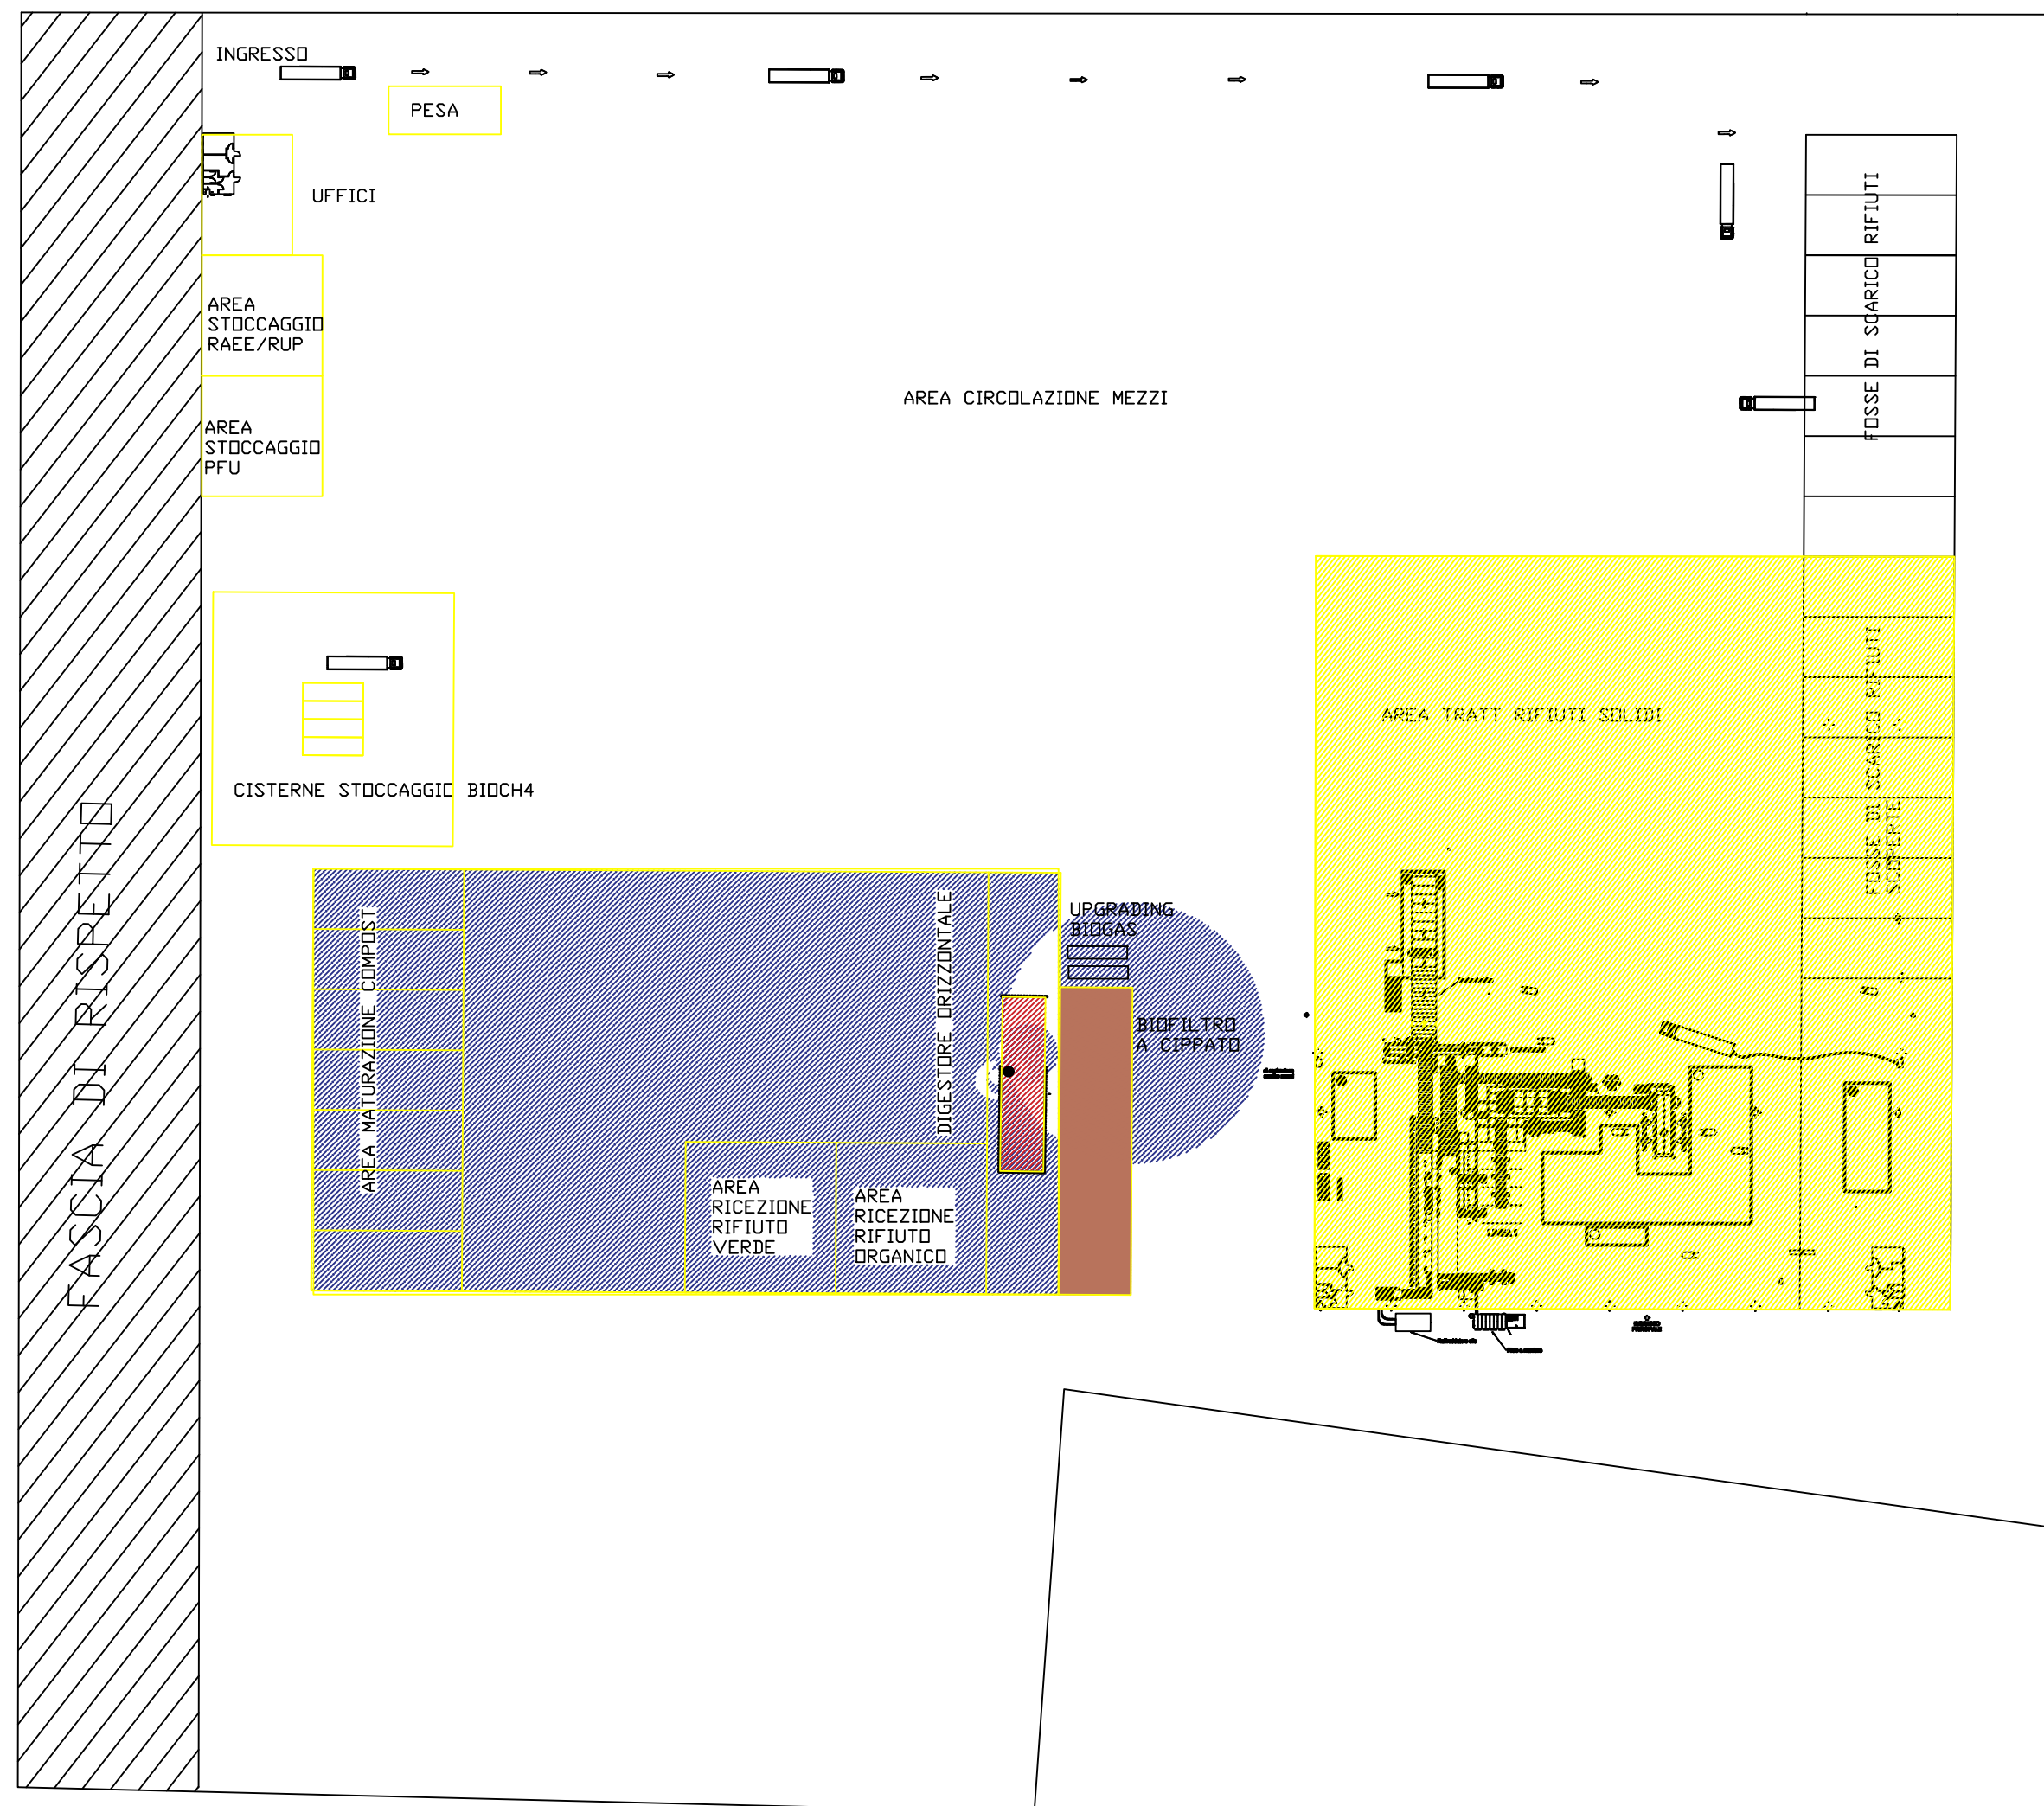 INGRESSO
PESA
UFFICI
AREA
STOCCAGGIO
RAEE/RUP
AREA
STOCCAGGIO
PFU
AREA CIRCOLAZIONE MEZZI
FOSSE DI SCARICO RIFIUTI
AREA TRATT RIFIUTI SOLIDI
FOSSE DI SCARICO RIFIUTI
SCOPERTE
CISTERNE STOCCAGGIO BIOCH4
FASCIA DI RISPETTO
AREA MATURAZIONE COMPOST
DIGESTORE ORIZZONTALE
UPGRADING
BIOGAS
BIOFILTRO
A CIPPATO
AREA
RICEZIONE
RIFIUTO
VERDE
AREA
RICEZIONE
RIFIUTO
ORGANICO